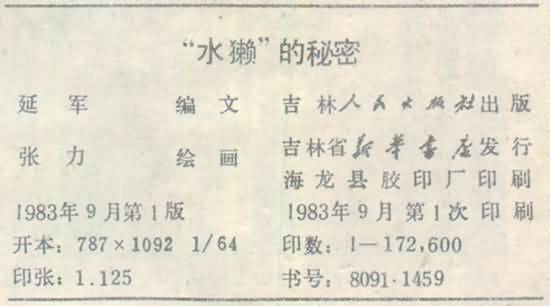 “水獭”的秘密
延军 编文
张力 绘画
1983年9月第1版
开本：787×1092 1/64
印张：1.125
吉林人民出版社出版
吉林省新华书店发行
海龙县胶印厂印刷
1983年9月第1次印刷
印数：1—172,600
书号：8091·1459